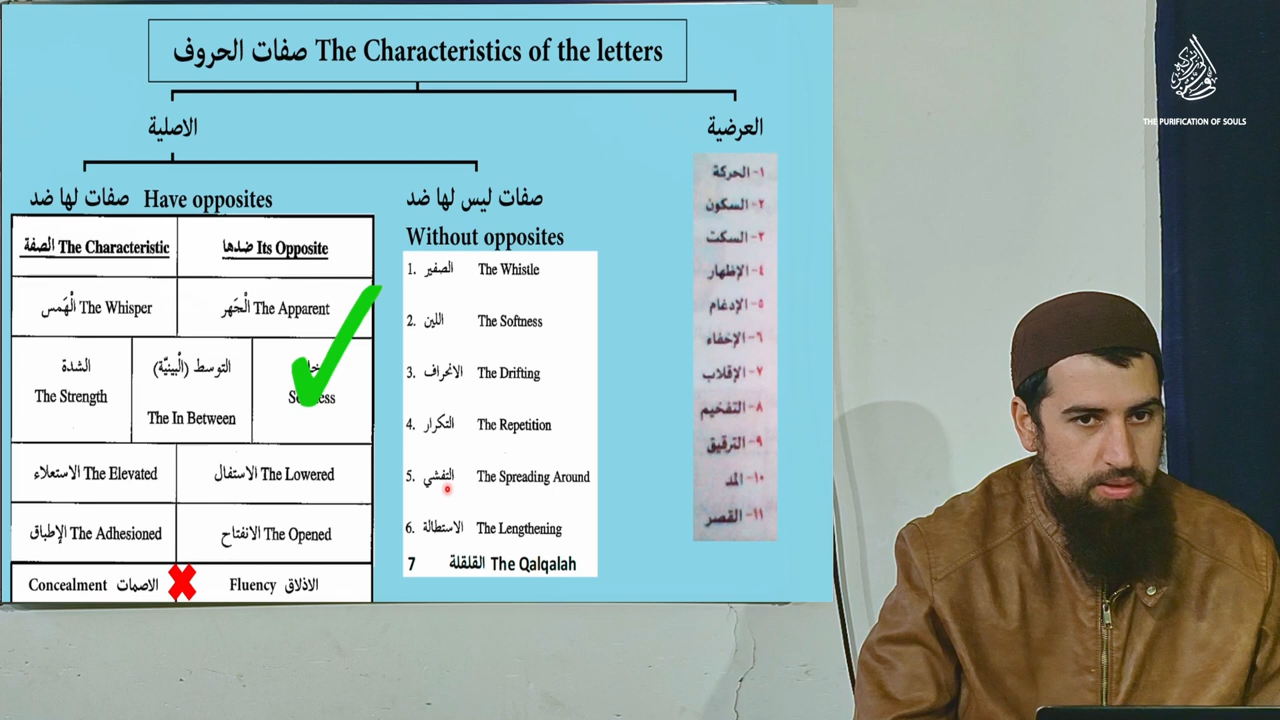 صفات الحروف The Characteristics of the letters
الاصلية
العرضية
صفات لها ضد Have opposites
الصفة The Characteristic
ضدها Its Opposite
الْهَمس The Whisper
الْجَهر The Apparent
الشدة
The Strength
التوسط (الْبينيّة)
The In Between
الاستعلاء The Elevated
الاستفال The Lowered
الإطباق The Adhesioned
الانفتاح The Opened
Concealment الاصمات
Fluency الاذلاق
صفات ليس لها ضد
Without opposites
1. الصفير The Whistle
2. اللين The Softness
3. الانحراف The Drifting
4. التكرار The Repetition
5. التفشي The Spreading Around
6. الاستطالة The Lengthening
7 القلقلة The Qalqalah
١- الحركة
٢- السكون
٣- السكت
٤- الإظهار
٥- الإدغام
٦- الإخفاء
٧- الإقلاب
٨- التفخيم
٩- الترقيق
١٠- المد
١١- القصر
THE PURIFICATION OF SOULS